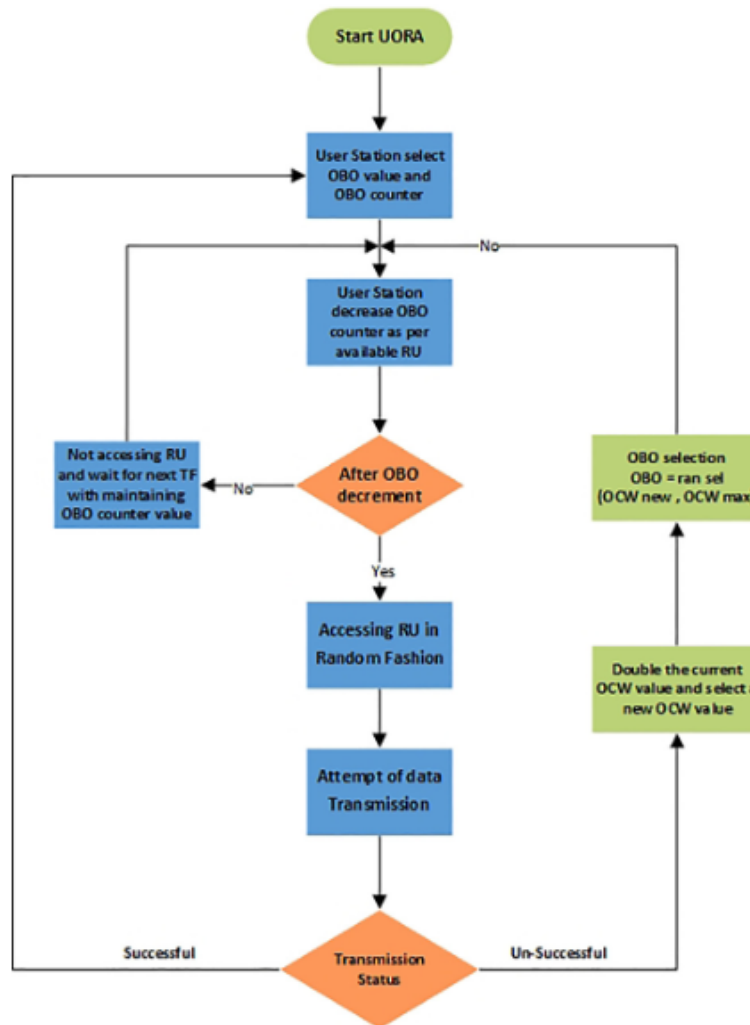 Start UORA
User Station select
OBO value and
OBO counter
No
User Station
decrease OBO
counter as per
available RU
Not accessing RU
and wait for next TF
with maintaining
OBO counter value
No
After OBO
decrement
OBO selection
OBO = ran sel
(OCW new , OCW max
Yes
Accessing RU in
Random Fashion
Double the current
OCW value and select a
new OCW value
Attempt of data
Transmission
Successful
Transmission
Status
Un-Successful